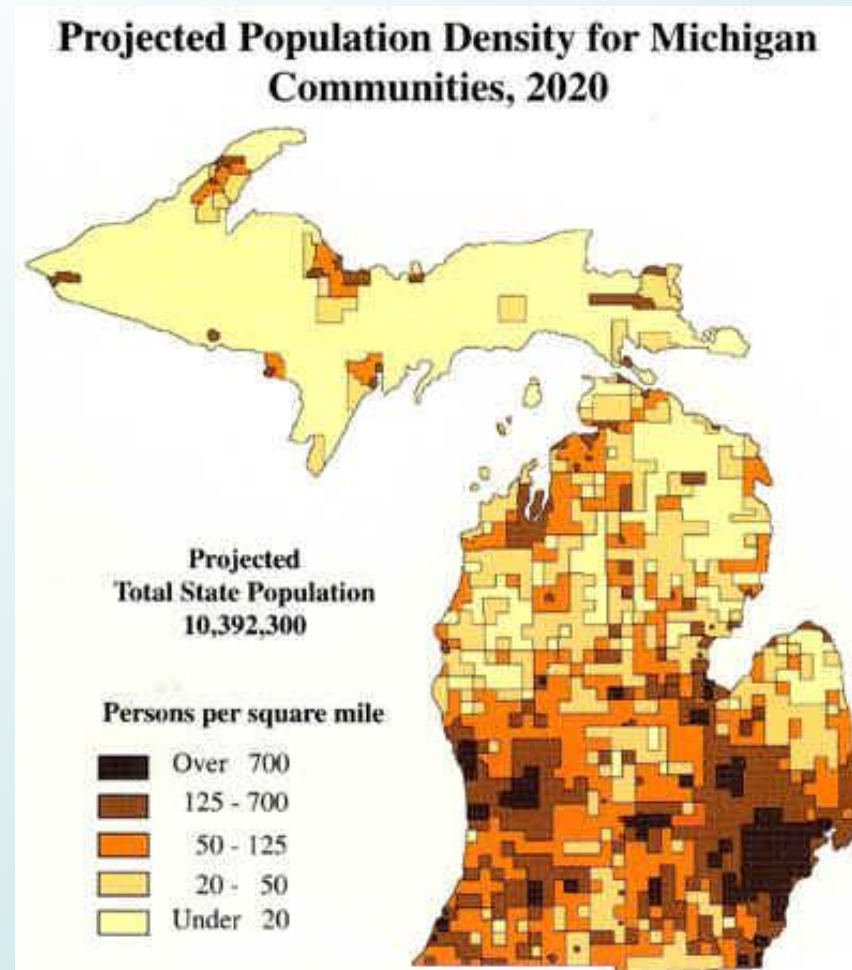 Projected Population Density for Michigan
Communities, 2020
Projected
Total State Population
10,392,300
Persons per square mile
Over 700
125 - 700
50 - 125
20 - 50
Under 20